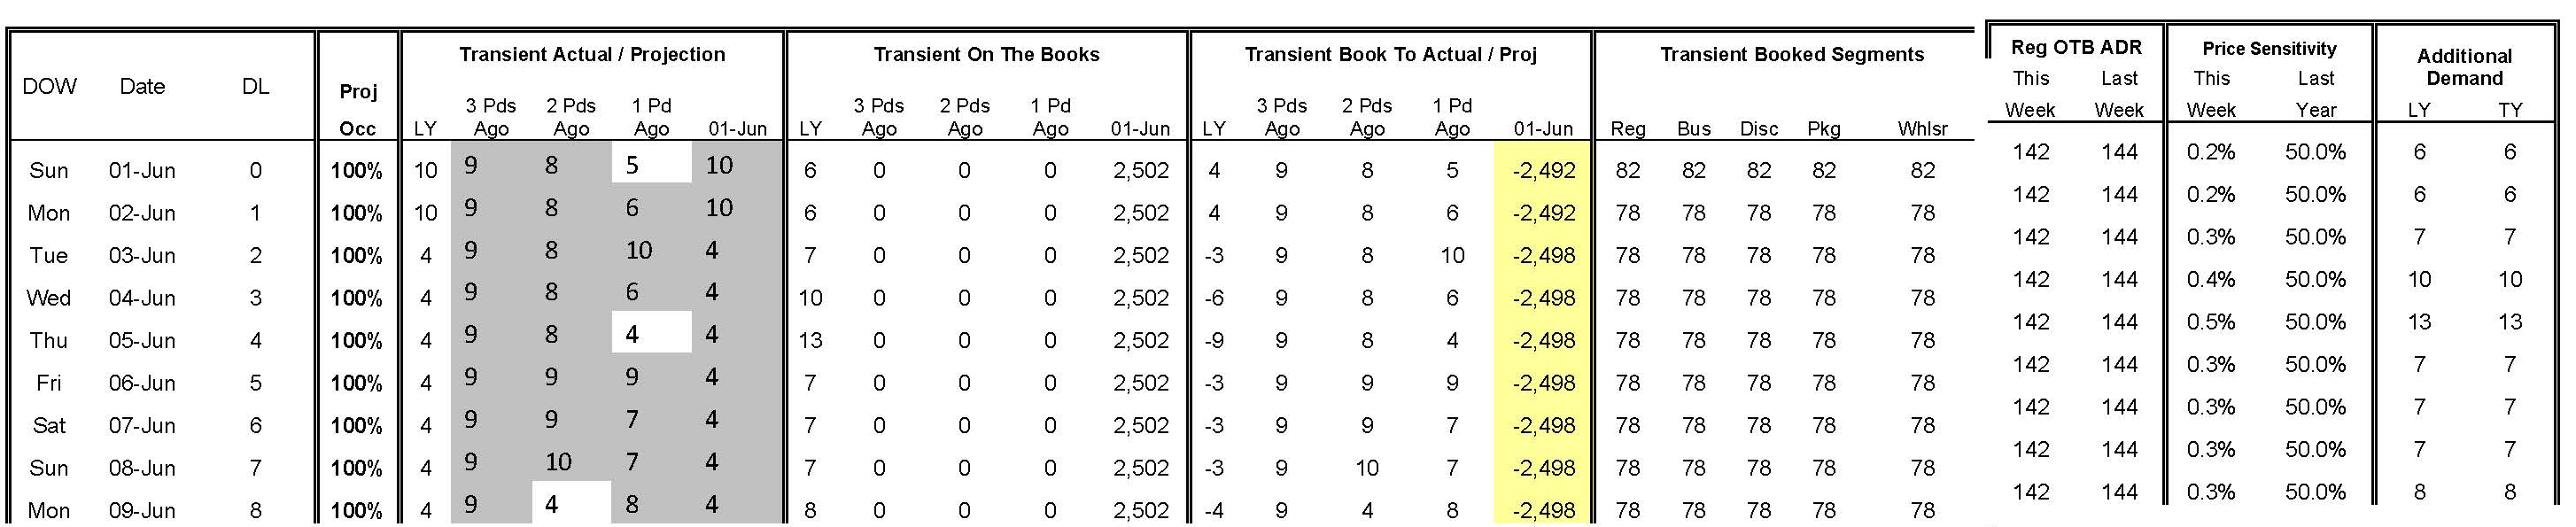 Transient Actual / Projection Transient On The Books Transient Book To Actual / Proj Transient Booked Segments Reg OTB ADR Price Sensitivity Additional Demand
DOW Date DL Proj Occ LY 3 Pds Ago 2 Pds Ago 1 Pd Ago 01-Jun LY 3 Pds Ago 2 Pds Ago 1 Pd Ago 01-Jun LY 3 Pds Ago 2 Pds Ago 1 Pd Ago 01-Jun Reg Bus Disc Pkg Whlsr This Week Last Week This Week Last Year LY TY
Sun 01-Jun 0 100% 10 9 8 5 10 6 0 0 0 2,502 4 9 8 5 -2,492 82 82 82 82 82 142 144 0.2% 50.0% 6 6
Mon 02-Jun 1 100% 10 9 8 6 10 6 0 0 0 2,502 4 9 8 6 -2,492 78 78 78 78 78 142 144 0.2% 50.0% 6 6
Tue 03-Jun 2 100% 4 9 8 10 4 7 0 0 0 2,502 -3 9 8 10 -2,498 78 78 78 78 78 142 144 0.3% 50.0% 7 7
Wed 04-Jun 3 100% 4 9 8 6 4 10 0 0 0 2,502 -6 9 8 6 -2,498 78 78 78 78 78 142 144 0.4% 50.0% 10 10
Thu 05-Jun 4 100% 4 9 8 4 4 13 0 0 0 2,502 -9 9 8 4 -2,498 78 78 78 78 78 142 144 0.5% 50.0% 13 13
Fri 06-Jun 5 100% 4 9 9 9 4 7 0 0 0 2,502 -3 9 9 9 -2,498 78 78 78 78 78 142 144 0.3% 50.0% 7 7
Sat 07-Jun 6 100% 4 9 9 7 4 7 0 0 0 2,502 -3 9 9 7 -2,498 78 78 78 78 78 142 144 0.3% 50.0% 7 7
Sun 08-Jun 7 100% 4 9 10 7 4 7 0 0 0 2,502 -3 9 10 7 -2,498 78 78 78 78 78 142 144 0.3% 50.0% 7 7
Mon 09-Jun 8 100% 4 9 4 8 4 8 0 0 0 2,502 -4 9 4 8 -2,498 78 78 78 78 78 142 144 0.3% 50.0% 8 8